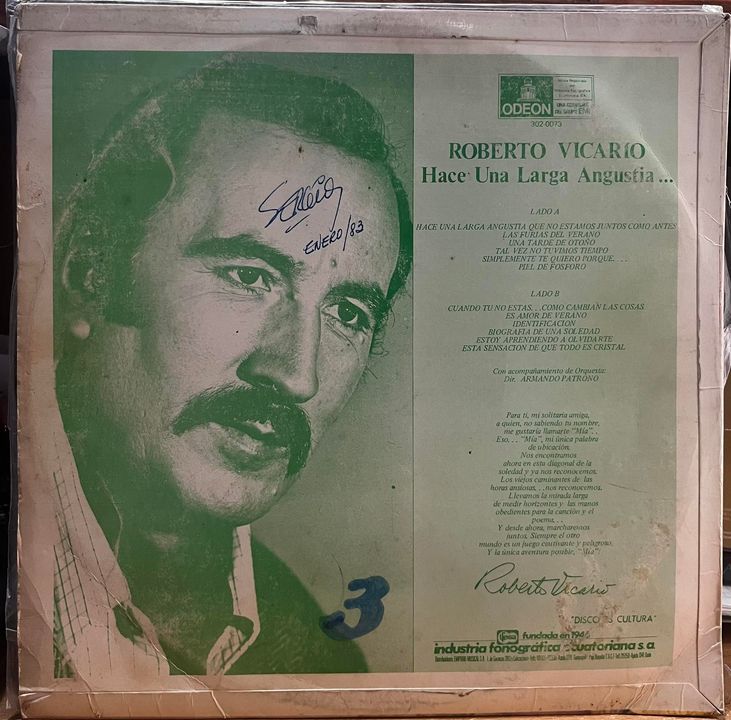 ENERO/83
3
ODEON
302-0073
ROBERTO VICARIO
Hace Una Larga Angustia...
LADO A
HACE UNA LARGA ANGUSTIA QUE NO ESTAMOS JUNTOS COMO ANTES
LAS FURIAS DEL VERANO
UNA TARDE DE OTOÑO
TAL VEZ NO TUVIMOS TIEMPO
SIMPLEMENTE TE QUIERO PORQUE....
PIEL DE FOSFORO
LADO B
CUANDO TU NO ESTAS...COMO CAMBIAN LAS COSAS
ES AMOR DE VERANO
IDENTIFICACION
BIOGRAFIA DE UNA SOLEDAD
ESTOY APRENDIENDO A OLVIDARTE
ESTA SENSACION DE QUE TODO ES CRISTAL
Con acompañamiento de Orquesta:
Dir. ARMANDO PATRONO
Para ti, mi solitaria amiga,
a quien, no sabiendo tu nombre,
me gustaría llamarte "Mía"..
Eso... "Mía", mi única palabra
de ubicación.
Nos encontramos
ahora en esta diagonal de la
soledad y ya nos reconocemos.
Los viejos caminantes de las
horas ansiosas...nos reconocemos.
Llevamos la mirada larga
de medir horizontes y las manos
obedientes para la canción y el
poema...
Y desde ahora, marcharemos
juntos. Siempre el otro
mundo es un juego cautivante y peligroso.
Y la única aventura posible, "Mía"
Roberto Vicario
"DISCO ES CULTURA"
ifesa fundada en 1946
industria fonográfica ecuatoriana s.a.